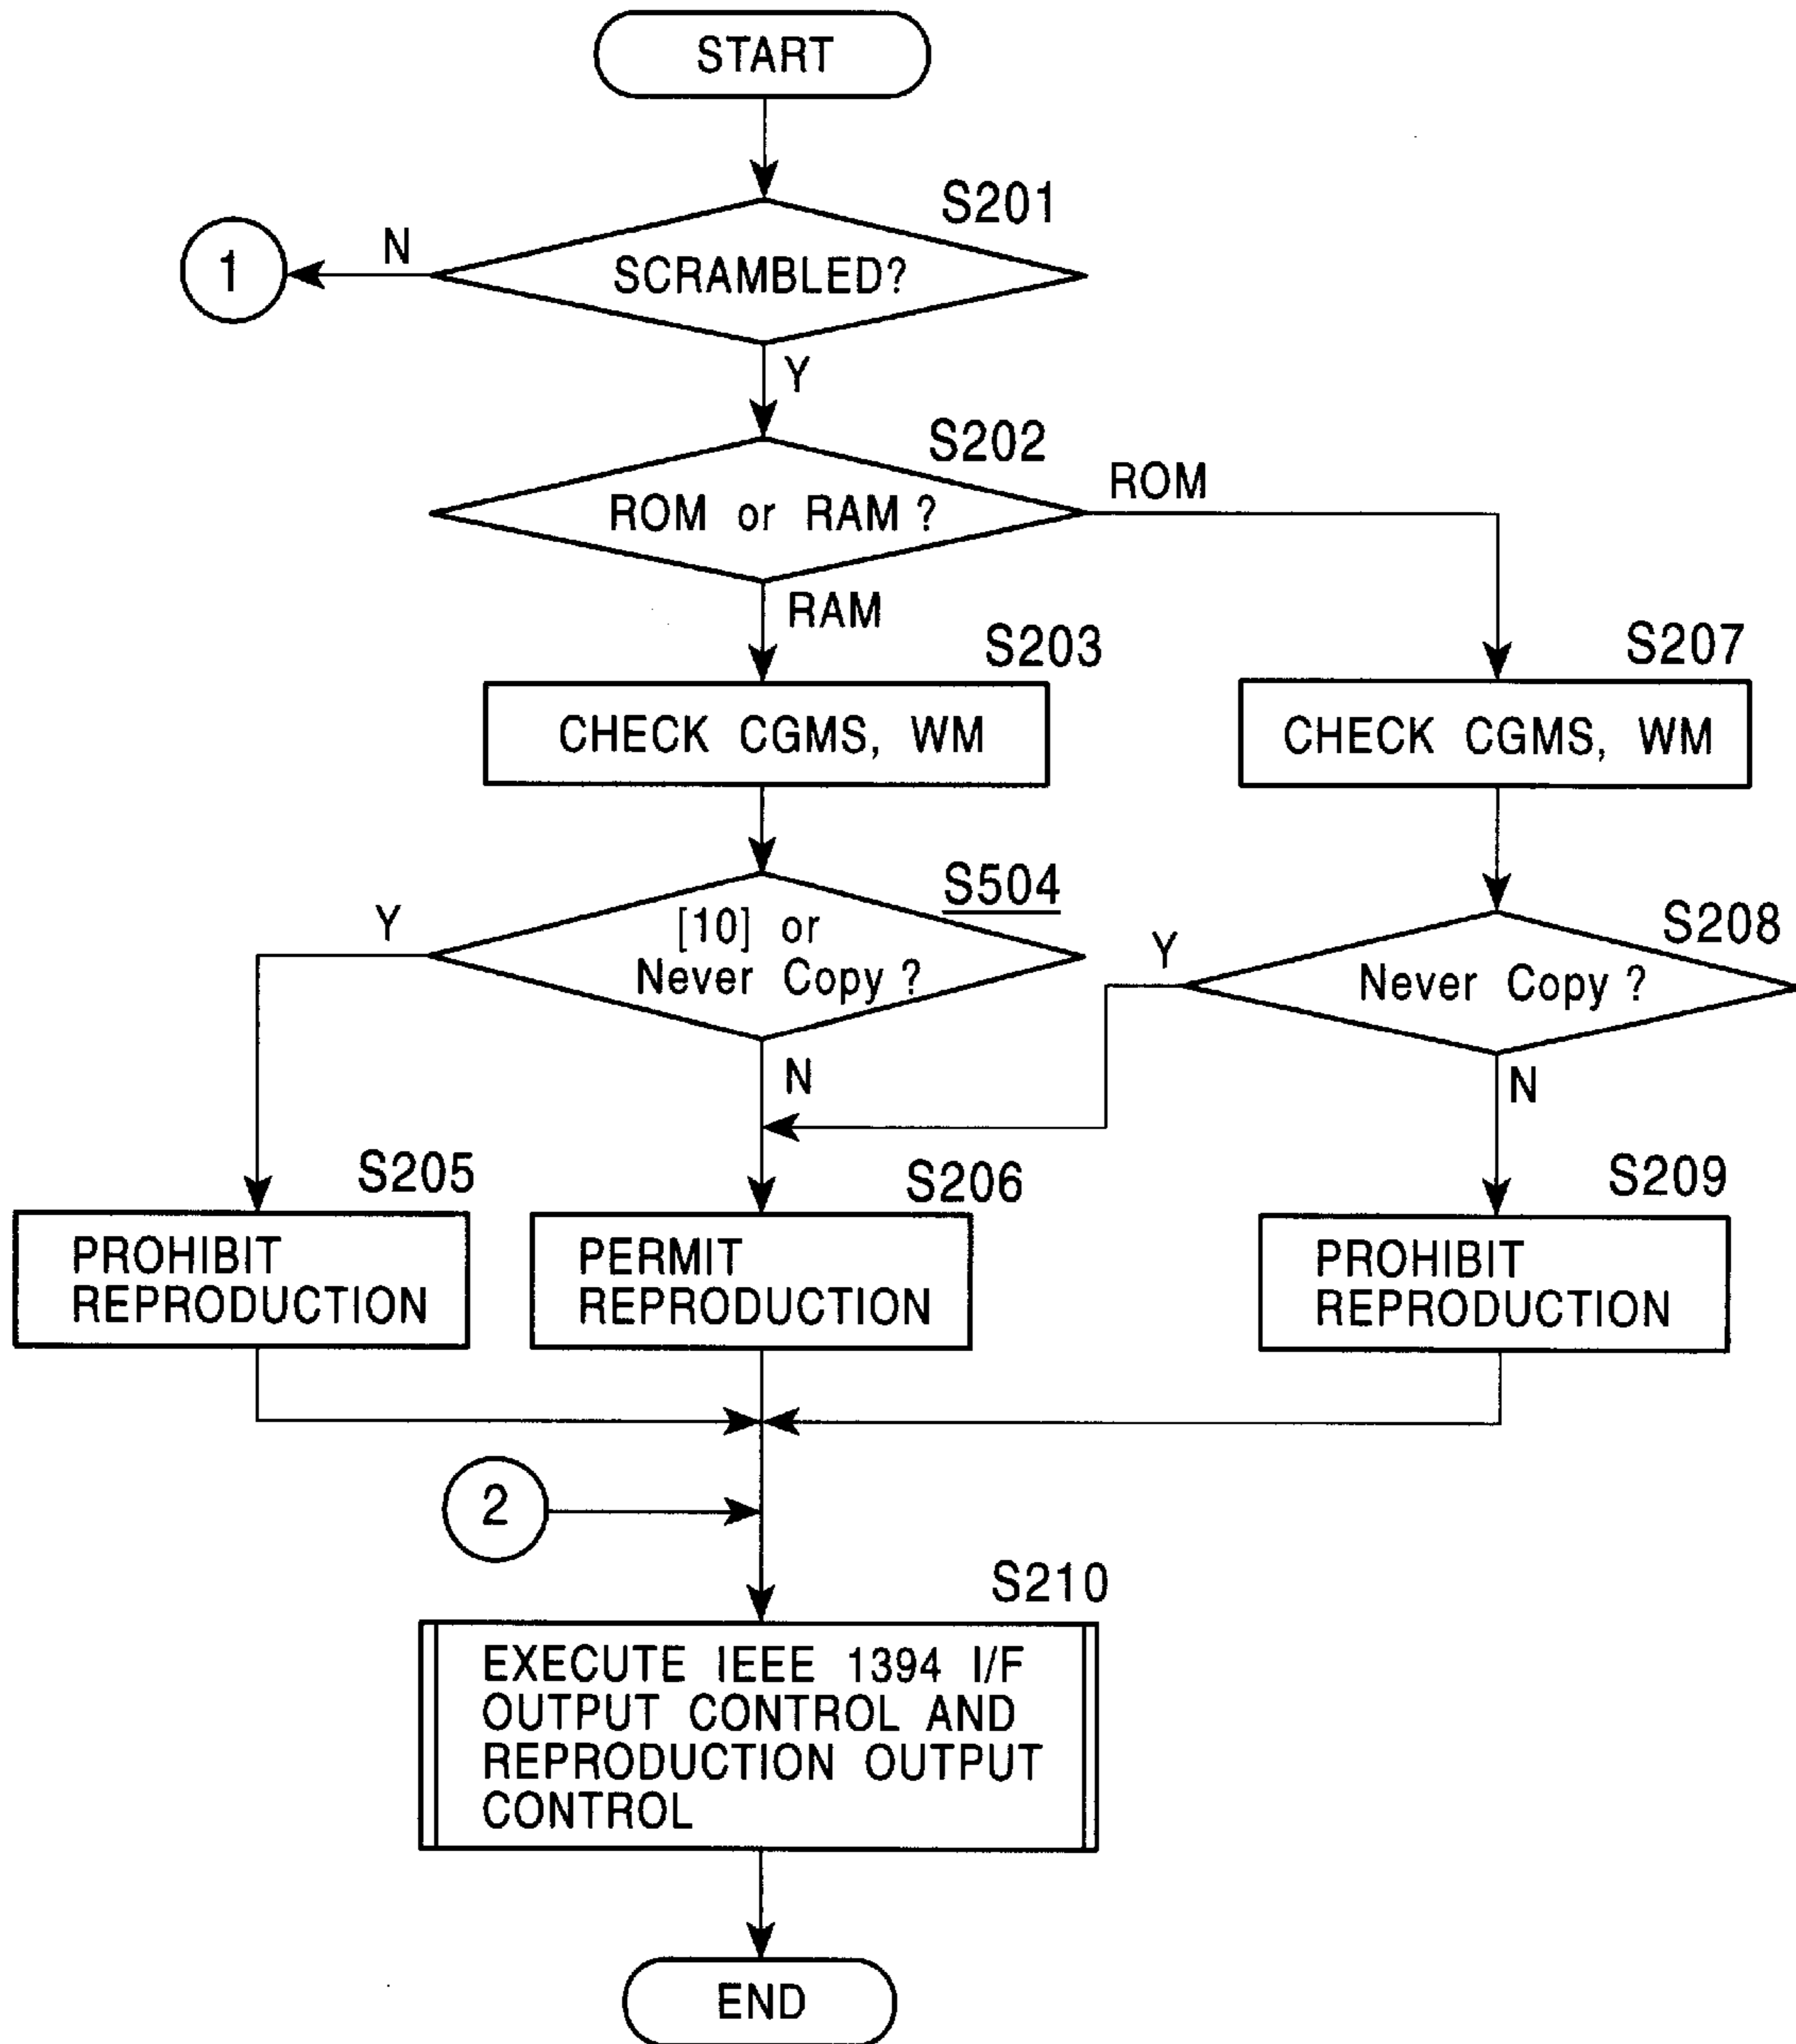 START
S201
1
N
SCRAMBLED?
Y
S202
ROM
ROM or RAM ?
RAM
S203
S207
CHECK CGMS, WM
CHECK CGMS, WM
S504
Y
[10] or
Never Copy ?
S208
Y
Never Copy ?
N
N
S205
S206
S209
PROHIBIT
REPRODUCTION
PERMIT
REPRODUCTION
PROHIBIT
REPRODUCTION
2
S210
EXECUTE IEEE 1394 I/F
OUTPUT CONTROL AND
REPRODUCTION OUTPUT
CONTROL
END